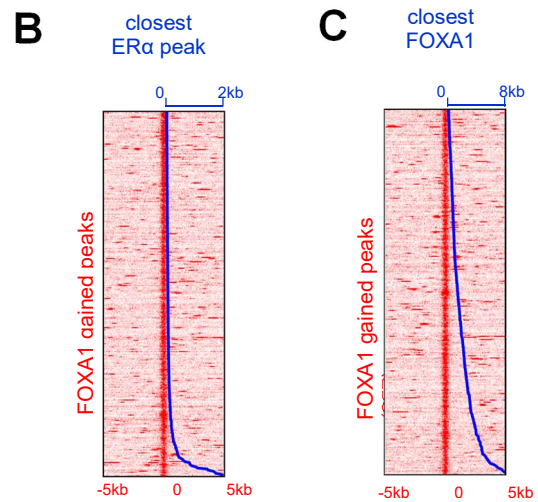 B
closest
ERα peak
0 2kb
FOXA1 gained beaks
-5kb 0 5kb
C
closest
FOXA1
0 8kb
FOXA1 gained peaks
-5kb 0 5kb